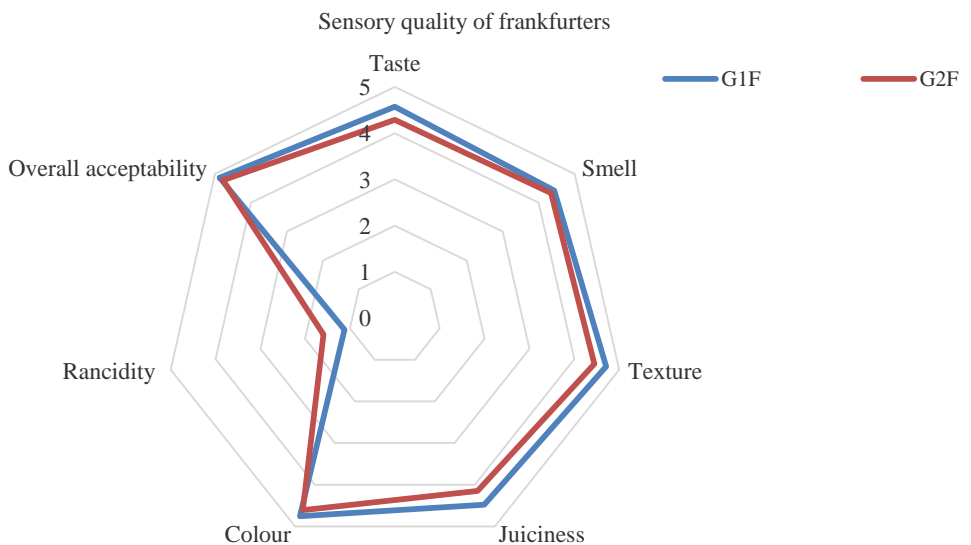 Sensory quality of frankfurters
Taste
G1F
G2F
5
4
3
2
1
0
Overall acceptability
Smell
Rancidity
Texture
Colour
Juiciness